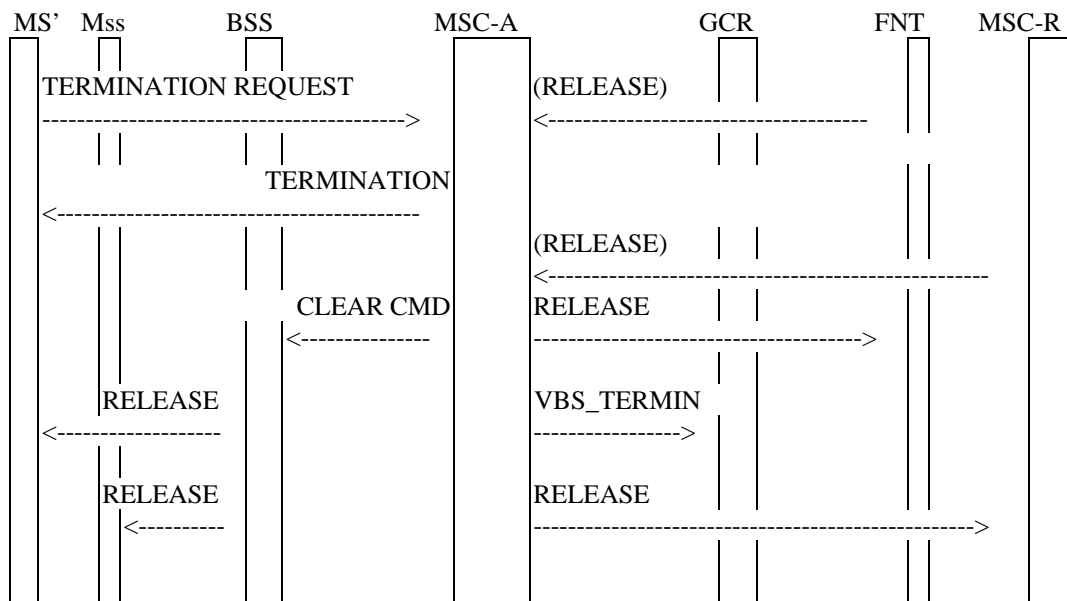 MS’ Mss BSS MSC-A GCR FNT MSC-R
TERMINATION REQUEST (RELEASE)
TERMINATION
(RELEASE)
CLEAR CMD RELEASE
RELEASE VBS_TERMIN
RELEASE RELEASE